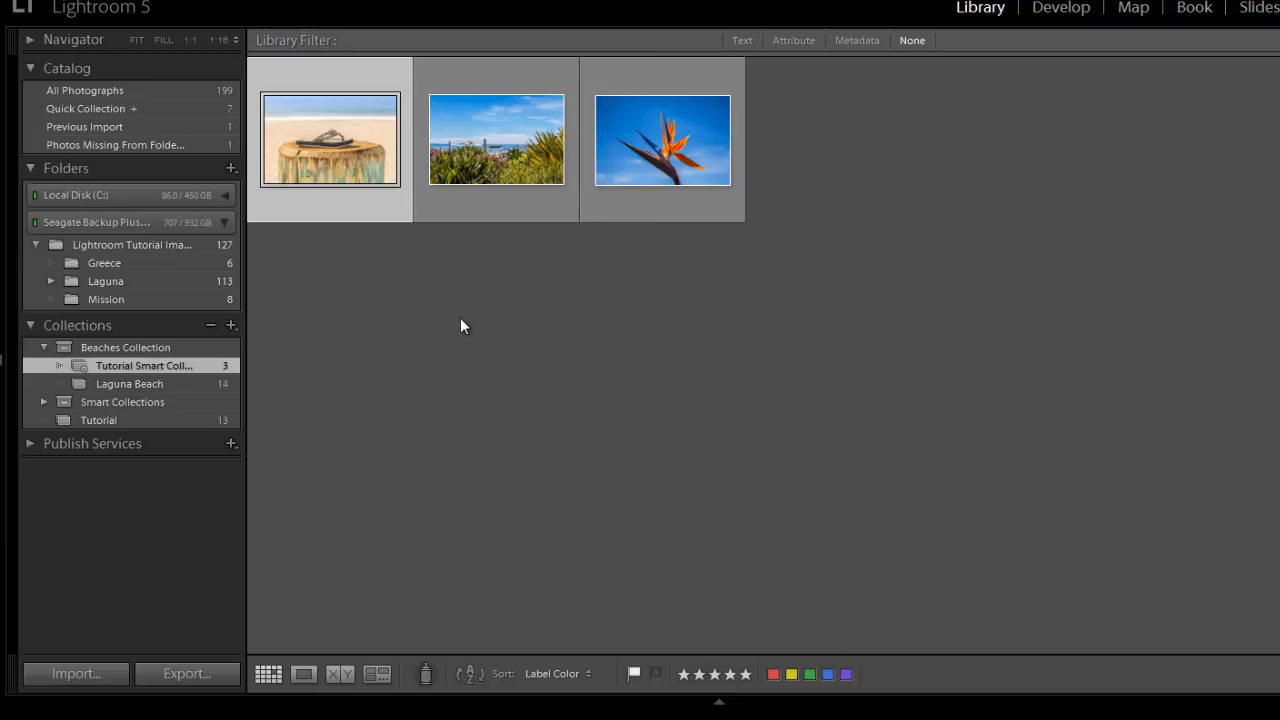 Lr Lightroom 5
Library | Develop | Map | Book | Slides
Navigator FIT FILL 1:1 1:16
Library Filter : Text Attribute Metadata None
Catalog
All Photographs 199
Quick Collection + 7
Previous Import 1
Photos Missing From Folde... 1
Folders +
Local Disk (C:) 86.0 / 450 GB
Seagate Backup Plus... 707 / 932 GB
Lightroom Tutorial Ima... 127
Greece 6
Laguna 113
Mission 8
Collections − +
Beaches Collection
Tutorial Smart Coll... 3
Laguna Beach 14
Smart Collections
Tutorial 13
Publish Services +
Import... Export... XY Sort: Label Color